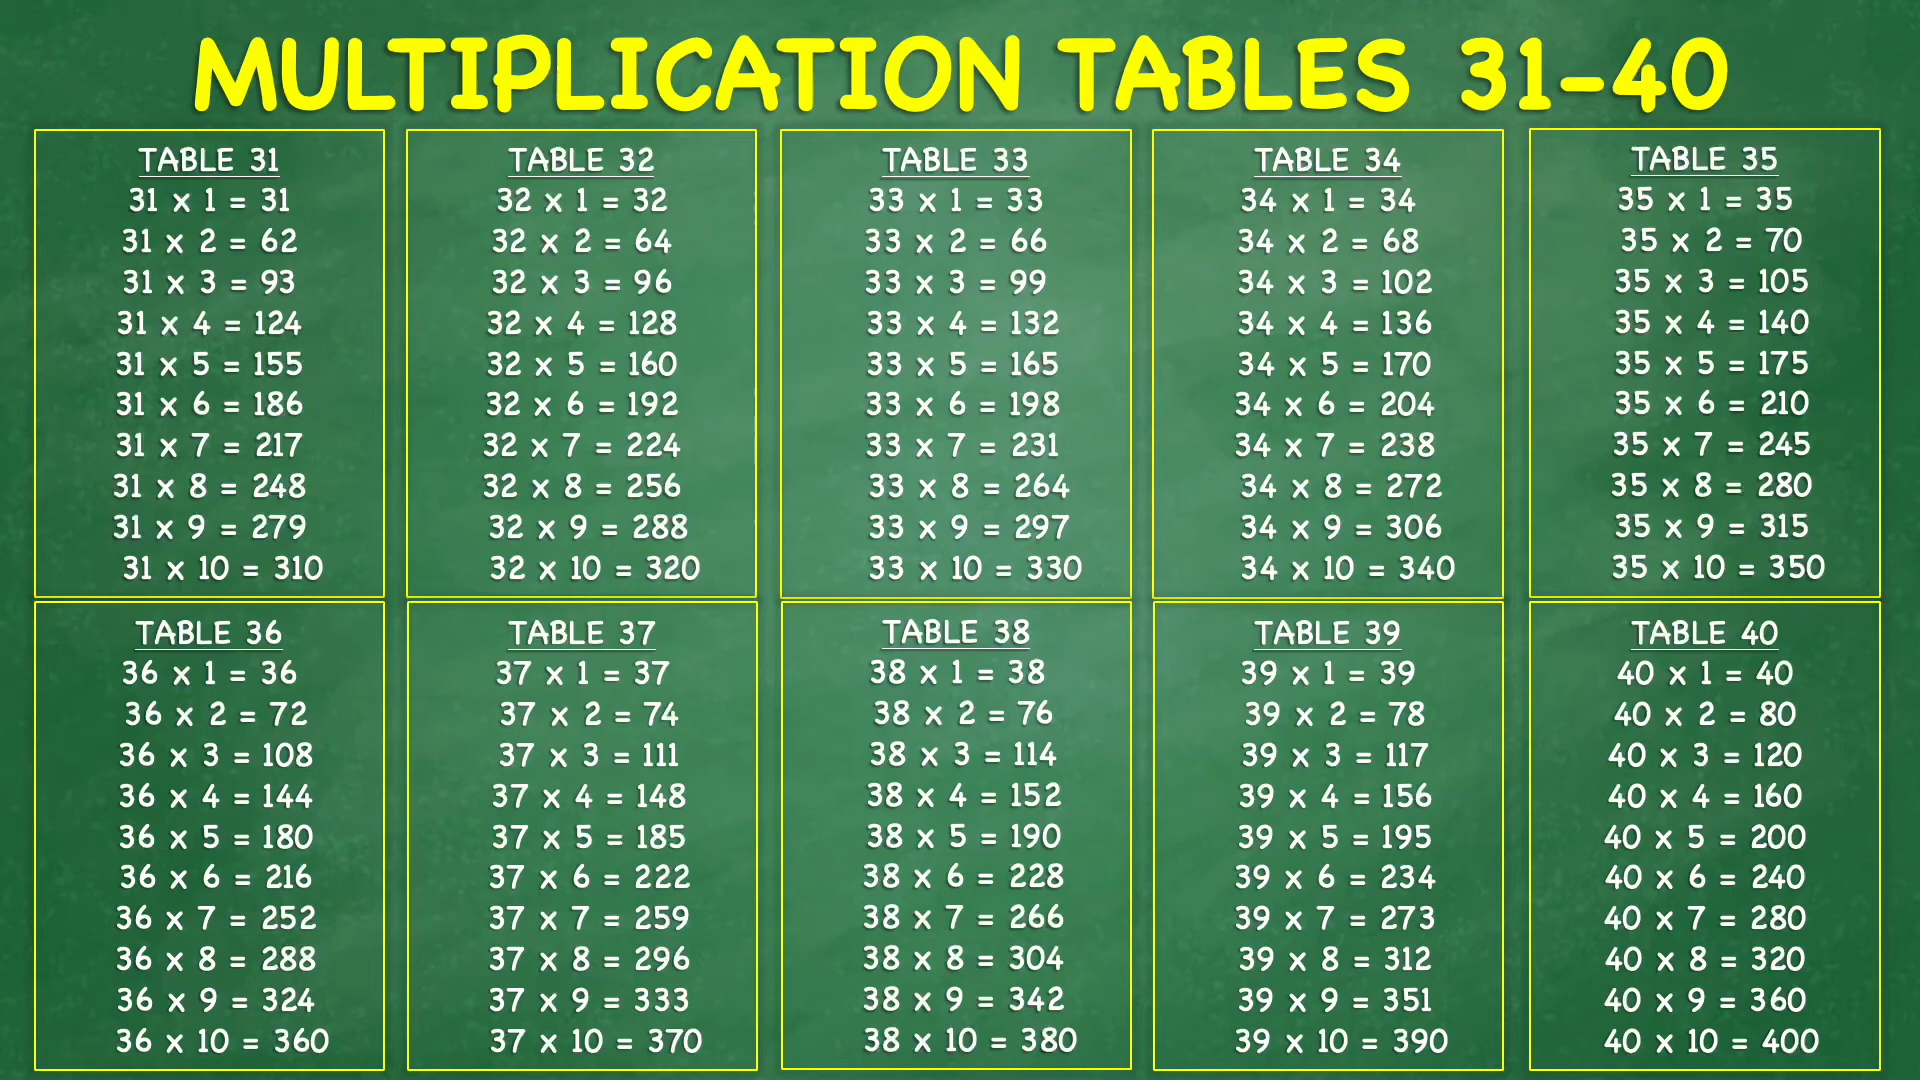 MULTIPLICATION TABLES 31-40
TABLE 31
31 x 1 = 31
31 x 2 = 62
31 x 3 = 93
31 x 4 = 124
31 x 5 = 155
31 x 6 = 186
31 x 7 = 217
31 x 8 = 248
31 x 9 = 279
31 x 10 = 310
TABLE 32
32 x 1 = 32
32 x 2 = 64
32 x 3 = 96
32 x 4 = 128
32 x 5 = 160
32 x 6 = 192
32 x 7 = 224
32 x 8 = 256
32 x 9 = 288
32 x 10 = 320
TABLE 33
33 x 1 = 33
33 x 2 = 66
33 x 3 = 99
33 x 4 = 132
33 x 5 = 165
33 x 6 = 198
33 x 7 = 231
33 x 8 = 264
33 x 9 = 297
33 x 10 = 330
TABLE 34
34 x 1 = 34
34 x 2 = 68
34 x 3 = 102
34 x 4 = 136
34 x 5 = 170
34 x 6 = 204
34 x 7 = 238
34 x 8 = 272
34 x 9 = 306
34 x 10 = 340
TABLE 35
35 x 1 = 35
35 x 2 = 70
35 x 3 = 105
35 x 4 = 140
35 x 5 = 175
35 x 6 = 210
35 x 7 = 245
35 x 8 = 280
35 x 9 = 315
35 x 10 = 350
TABLE 36
36 x 1 = 36
36 x 2 = 72
36 x 3 = 108
36 x 4 = 144
36 x 5 = 180
36 x 6 = 216
36 x 7 = 252
36 x 8 = 288
36 x 9 = 324
36 x 10 = 360
TABLE 37
37 x 1 = 37
37 x 2 = 74
37 x 3 = 111
37 x 4 = 148
37 x 5 = 185
37 x 6 = 222
37 x 7 = 259
37 x 8 = 296
37 x 9 = 333
37 x 10 = 370
TABLE 38
38 x 1 = 38
38 x 2 = 76
38 x 3 = 114
38 x 4 = 152
38 x 5 = 190
38 x 6 = 228
38 x 7 = 266
38 x 8 = 304
38 x 9 = 342
38 x 10 = 380
TABLE 39
39 x 1 = 39
39 x 2 = 78
39 x 3 = 117
39 x 4 = 156
39 x 5 = 195
39 x 6 = 234
39 x 7 = 273
39 x 8 = 312
39 x 9 = 351
39 x 10 = 390
TABLE 40
40 x 1 = 40
40 x 2 = 80
40 x 3 = 120
40 x 4 = 160
40 x 5 = 200
40 x 6 = 240
40 x 7 = 280
40 x 8 = 320
40 x 9 = 360
40 x 10 = 400